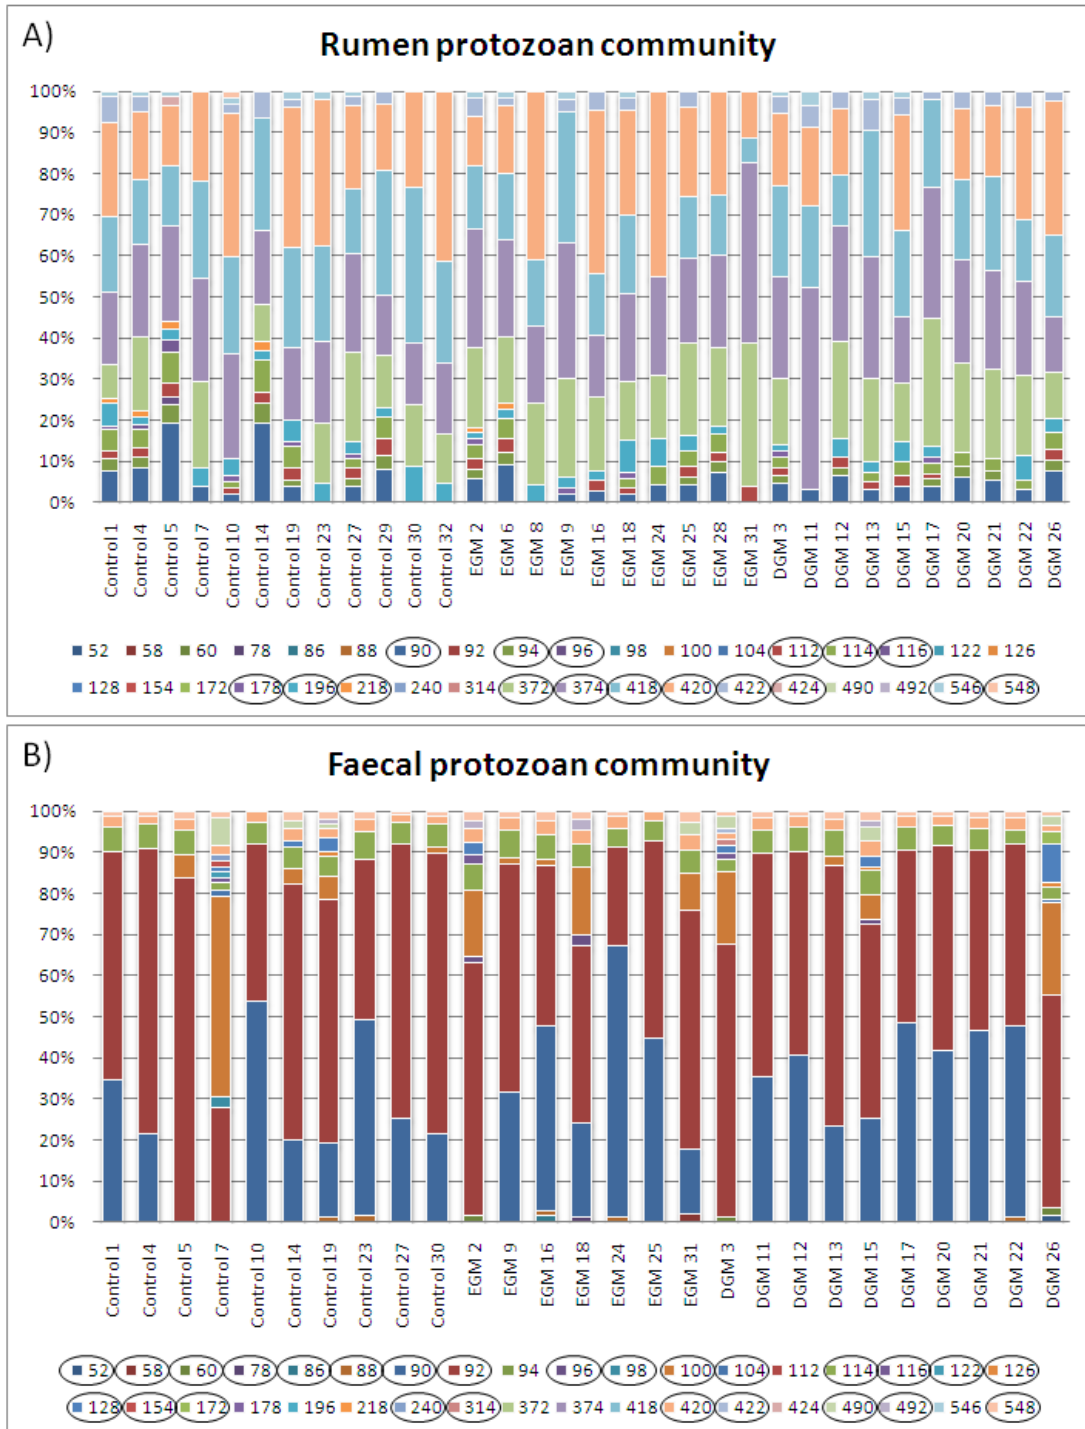 A)
Rumen protozoan community
100%
90%
80%
70%
60%
50%
40%
30%
20%
10%
0%
Control 1 Control 4 Control 5 Control 7 Control 10 Control 14 Control 19 Control 23 Control 27 Control 29 Control 30 Control 32 EGM 2 EGM 6 EGM 8 EGM 9 EGM 16 EGM 18 EGM 24 EGM 25 EGM 28 EGM 31 DGM 3 DGM 11 DGM 12 DGM 13 DGM 15 DGM 17 DGM 20 DGM 21 DGM 22 DGM 26
52 58 60 78 86 88 90 92 94 96 98 100 104 112 114 116 122 126
128 154 172 178 196 218 240 314 372 374 418 420 422 424 490 492 546 548
B)
Faecal protozoan community
100%
90%
80%
70%
60%
50%
40%
30%
20%
10%
0%
Control 1 Control 4 Control 5 Control 7 Control 10 Control 14 Control 19 Control 23 Control 27 Control 30 EGM 2 EGM 9 EGM 16 EGM 18 EGM 24 EGM 25 EGM 31 DGM 3 DGM 11 DGM 12 DGM 13 DGM 15 DGM 17 DGM 20 DGM 21 DGM 22 DGM 26
52 58 60 78 86 88 90 92 94 96 98 100 104 112 114 116 122 126
128 154 172 178 196 218 240 314 372 374 418 420 422 424 490 492 546 548